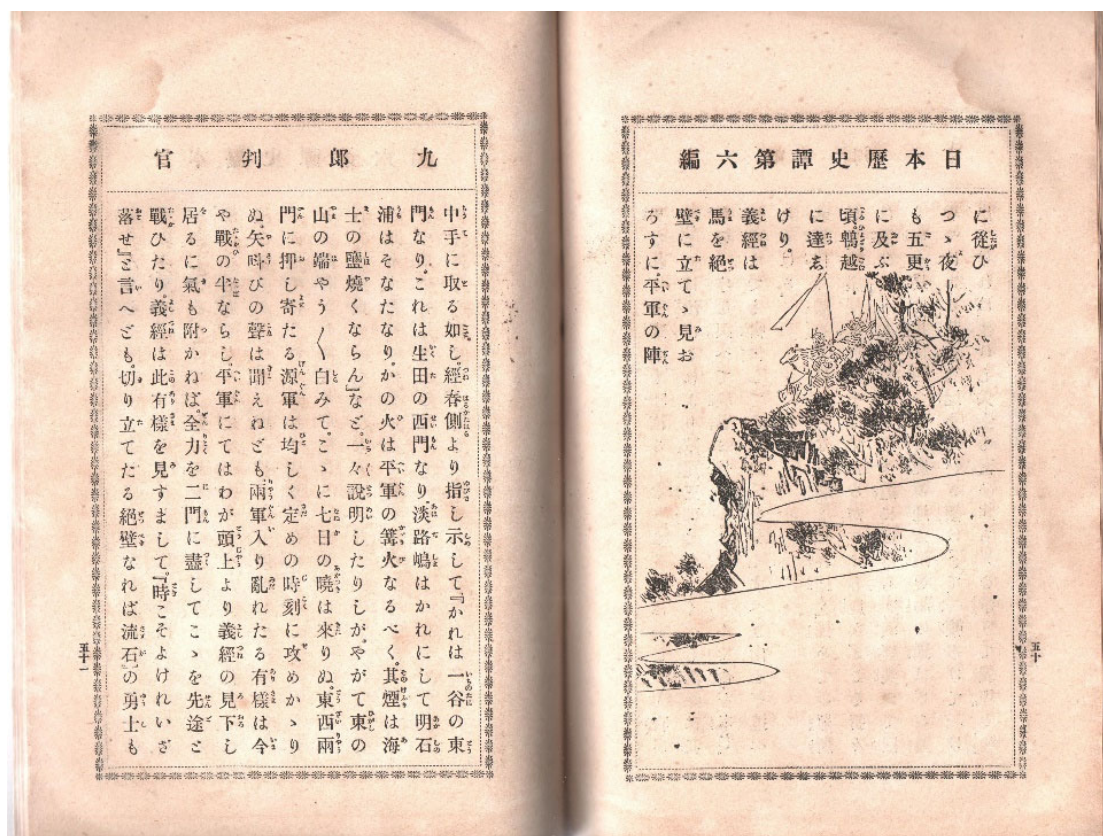 日本歷史譚第六編
に從ひ
つゝ夜
も五更
に及ぶ
頃、鵯越
に達ゑ
けり。
義經は
馬を絕
壁に立てゝ見お
ろすに、平軍の陣
五十
九郎判官
中手に取る如し。經春側より指し示して『かれは一谷の東
門なり。これは生田の西門なり。淡路嶋はかれにして明石
浦はそなたなり。かの火は平軍の篝火なるべく。其煙は海
士の鹽燒くならん』など。一々說明したりしが。やがて東の
山の端やう〳〵白みて。こゝに七日の曉は來りぬ。東西兩
門に押し寄たる源軍は均しく定めの時刻に攻めかゝり
ぬ。矢叫びの聲は聞えねども。兩軍入り亂れたる有樣は今
や戰の半ならし平軍にてはわが頭上より義經の見下し
居るに氣も附かねば。全力を二門に盡してこゝを先途と
戰ひたり。義經は此有樣を見すまして。『時こそよけれいざ
落せ』と言へども。切り立てたる絕壁なれば流石の勇士も
五十一